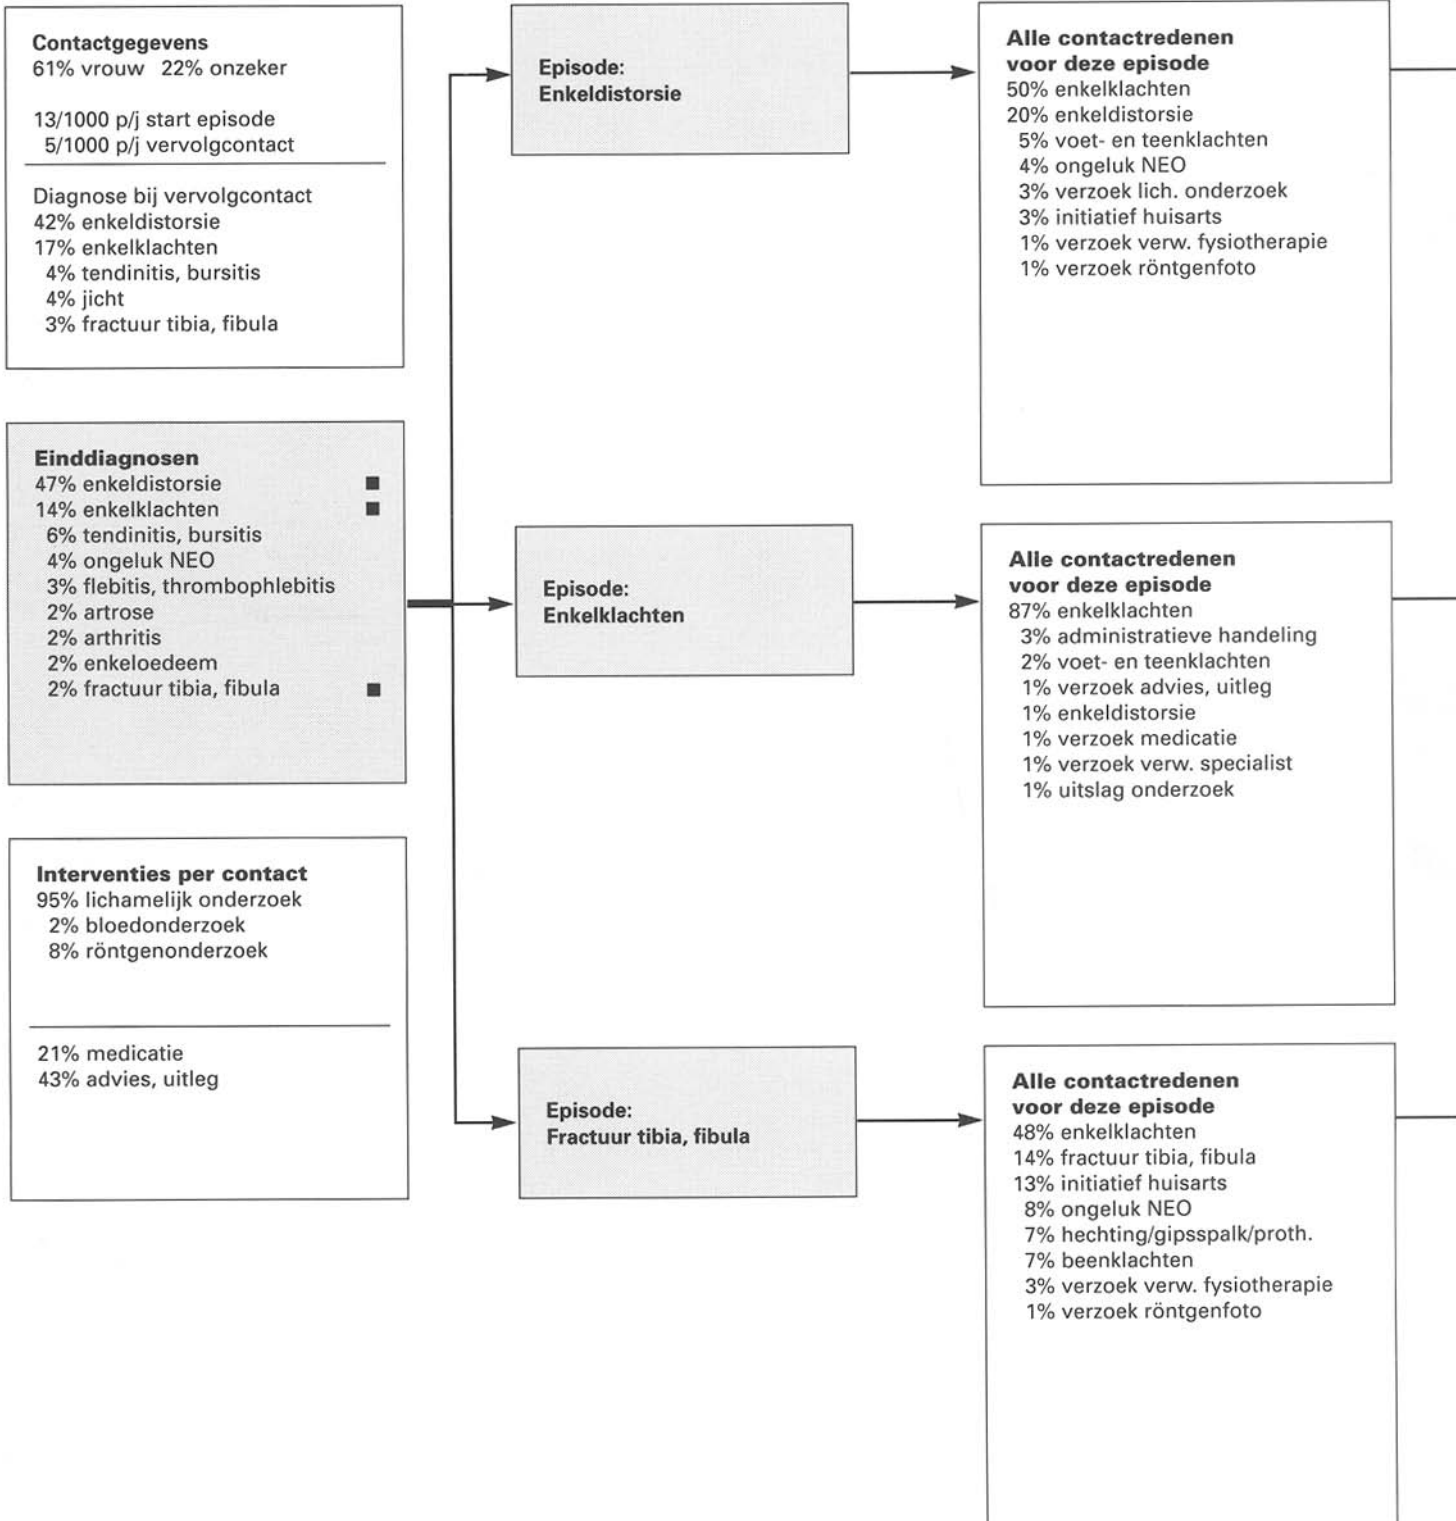 Contactgegevens
61% vrouw 22% onzeker
13/1000 p/j start episode
5/1000 p/j vervolgcontact
Diagnose bij vervolgcontact
42% enkeldistorsie
17% enkelklachten
4% tendinitis, bursitis
4% jicht
3% fractuur tibia, fibula
Einddiagnosen
47% enkeldistorsie ■
14% enkelklachten ■
6% tendinitis, bursitis
4% ongeluk NEO
3% flebitis, thrombophlebitis
2% artrose
2% arthritis
2% enkeloedeem
2% fractuur tibia, fibula ■
Interventies per contact
95% lichamelijk onderzoek
2% bloedonderzoek
8% röntgenonderzoek
21% medicatie
43% advies, uitleg
Episode:
Enkeldistorsie
Alle contactredenen
voor deze episode
50% enkelklachten
20% enkeldistorsie
5% voet- en teenklachten
4% ongeluk NEO
3% verzoek lich. onderzoek
3% initiatief huisarts
1% verzoek verw. fysiotherapie
1% verzoek röntgenfoto
Episode:
Enkelklachten
Alle contactredenen
voor deze episode
87% enkelklachten
3% administratieve handeling
2% voet- en teenklachten
1% verzoek advies, uitleg
1% enkeldistorsie
1% verzoek medicatie
1% verzoek verw. specialist
1% uitslag onderzoek
Episode:
Fractuur tibia, fibula
Alle contactredenen
voor deze episode
48% enkelklachten
14% fractuur tibia, fibula
13% initiatief huisarts
8% ongeluk NEO
7% hechting/gipsspalk/proth.
7% beenklachten
3% verzoek verw. fysiotherapie
1% verzoek röntgenfoto